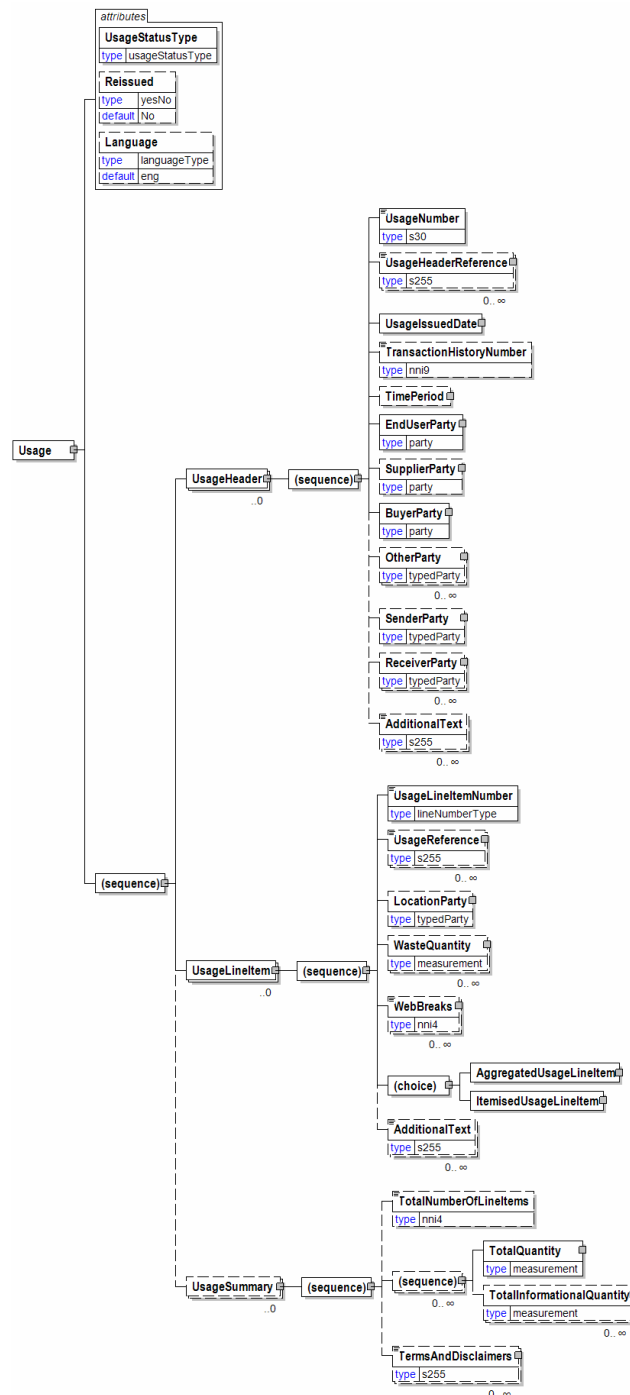 attributes
UsageStatusType
type usageStatusType
Reissued
type yesNo
default No
Language
type languageType
default eng
Usage
(sequence)
UsageHeader
..0
(sequence)
UsageNumber
type s30
UsageHeaderReference
type s255
0.. ∞
UsageIssuedDate
TransactionHistoryNumber
type nni9
TimePeriod
EndUserParty
type party
SupplierParty
type party
BuyerParty
type party
OtherParty
type typedParty
0.. ∞
SenderParty
type typedParty
ReceiverParty
type typedParty
0.. ∞
AdditionalText
type s255
0.. ∞
UsageLineItem
..0
(sequence)
UsageLineItemNumber
type lineNumberType
UsageReference
type s255
0.. ∞
LocationParty
type typedParty
WasteQuantity
type measurement
0.. ∞
WebBreaks
type nni4
0.. ∞
(choice)
AggregatedUsageLineItem
ItemisedUsageLineItem
AdditionalText
type s255
0.. ∞
UsageSummary
..0
(sequence)
TotalNumberOfLineItems
type nni4
(sequence)
0.. ∞
TotalQuantity
type measurement
TotalInformationalQuantity
type measurement
0.. ∞
TermsAndDisclaimers
type s255
0.. ∞